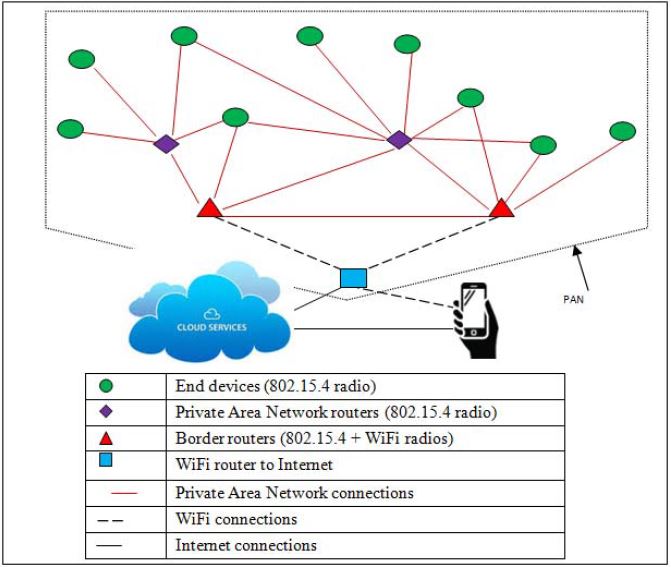 PAN
CLOUD SERVICES
End devices (802.15.4 radio)
Private Area Network routers (802.15.4 radio)
Border routers (802.15.4 + WiFi radios)
WiFi router to Internet
Private Area Network connections
WiFi connections
Internet connections